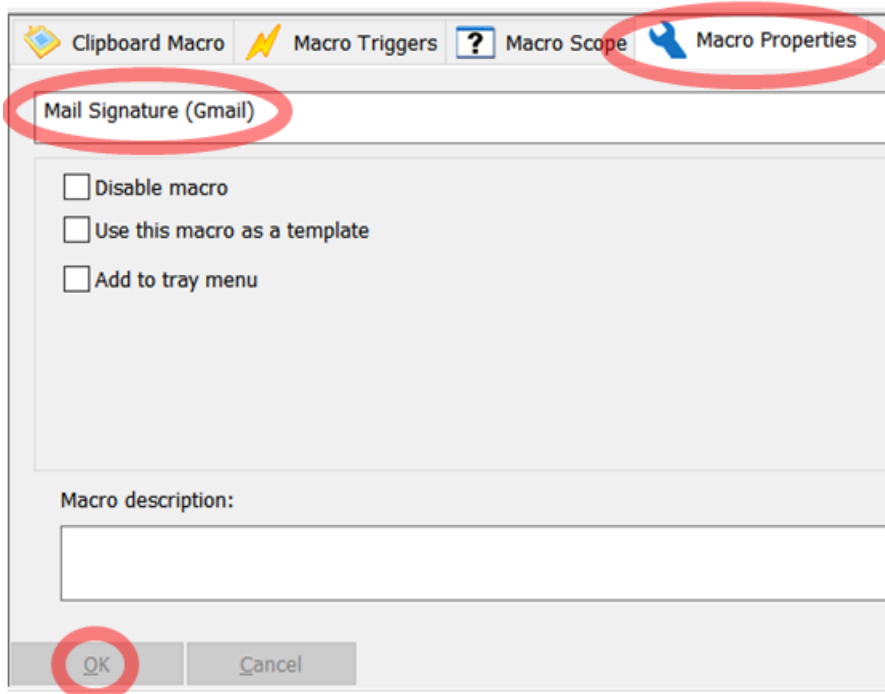 Clipboard Macro Macro Triggers ? Macro Scope Macro Properties
Mail Signature (Gmail)
Disable macro
Use this macro as a template
Add to tray menu
Macro description:
OK Cancel